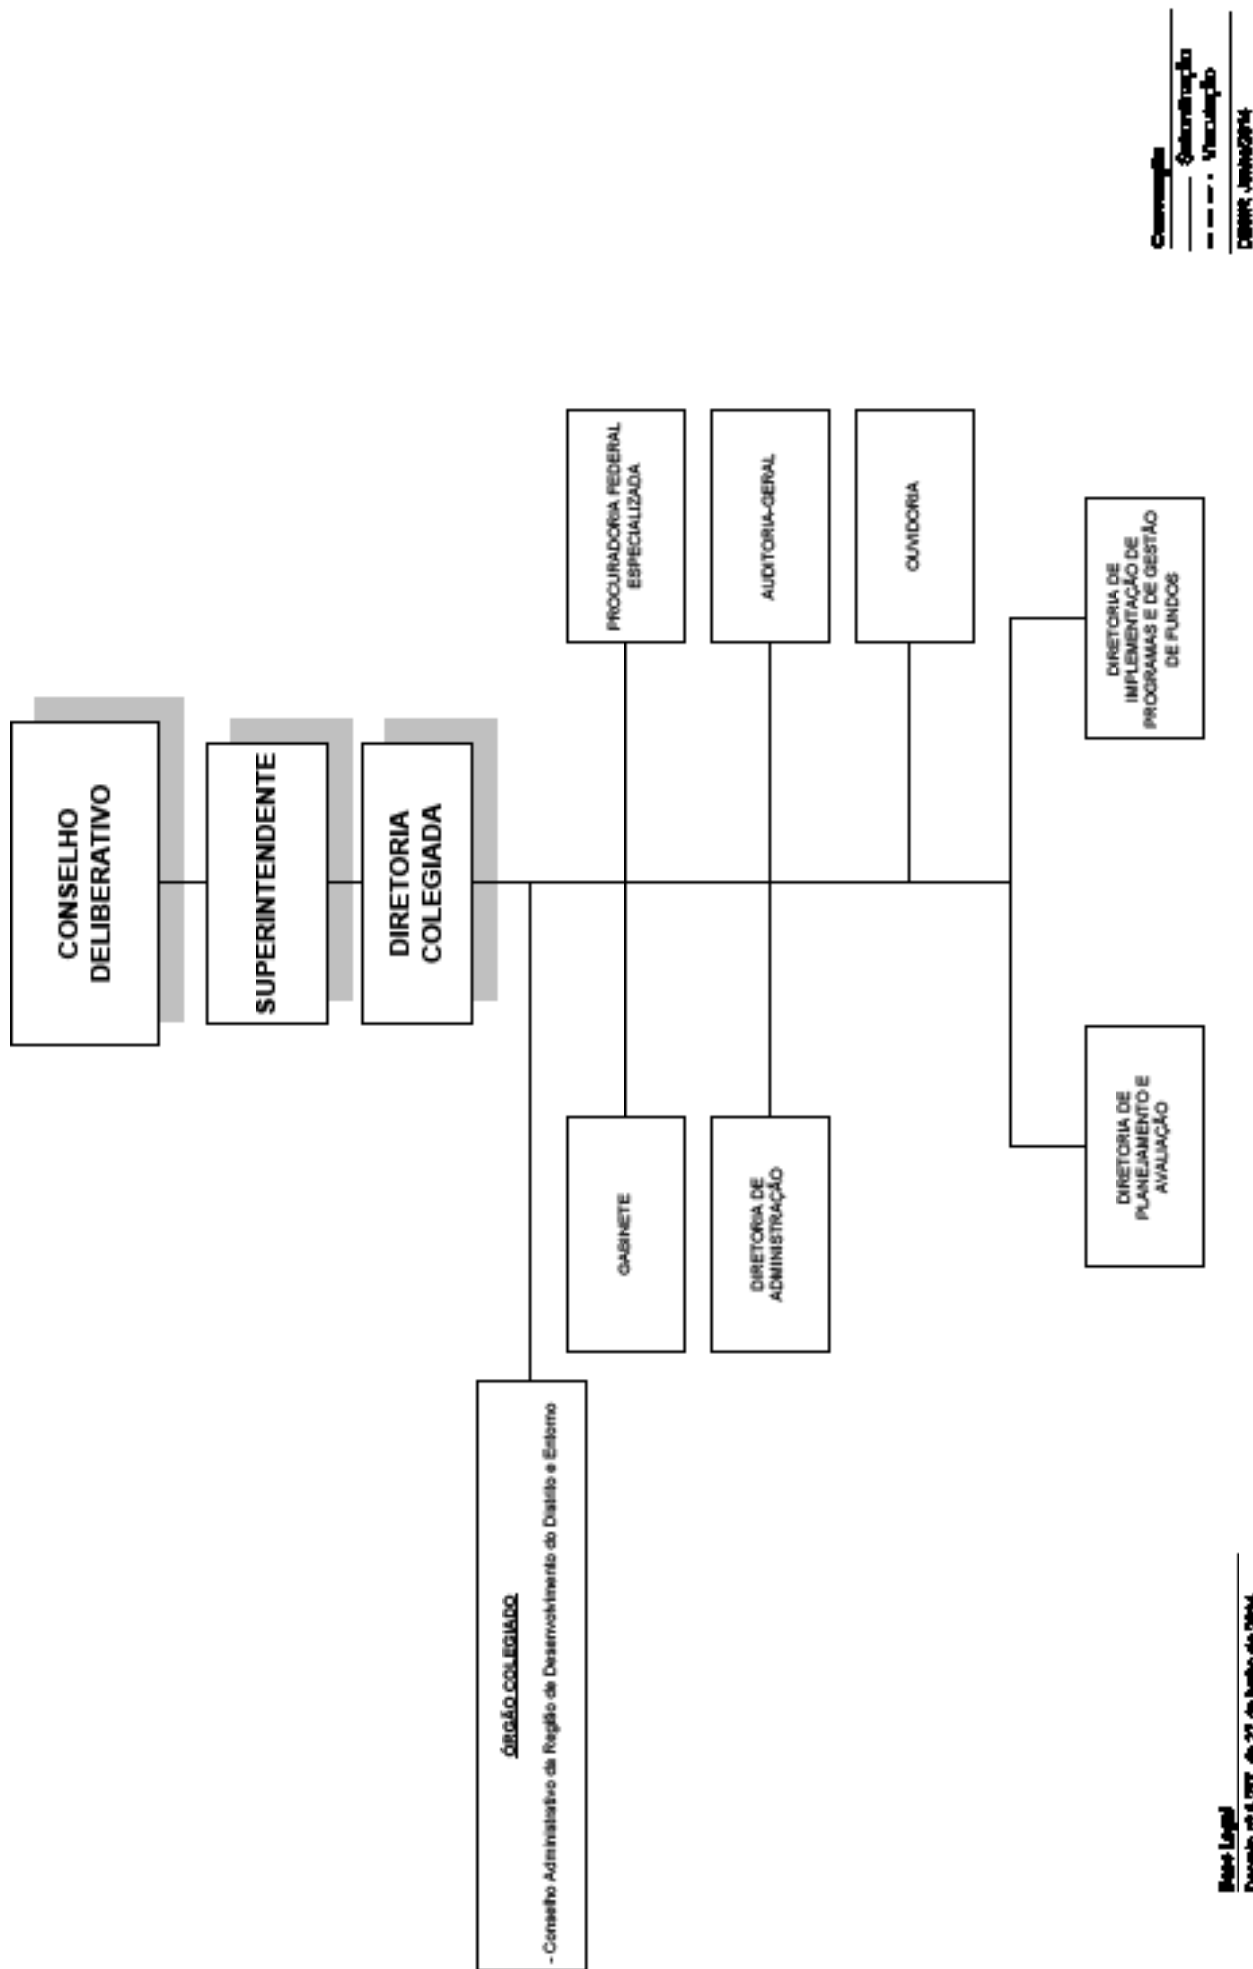 CONSELHO
DELIBERATIVO
SUPERINTENDENTE
DIRETORIA
COLEGIADA
ÓRGÃO COLEGIADO
- Conselho Administrativo da Região de Desenvolvimento do Distrito e Entorno
GABINETE
PROCURADORIA FEDERAL
ESPECIALIZADA
DIRETORIA DE
ADMINISTRAÇÃO
AUDITORIA-GERAL
OUVIDORIA
DIRETORIA DE
PLANEJAMENTO E
AVALIAÇÃO
DIRETORIA DE
IMPLEMENTAÇÃO DE
PROGRAMAS E DE GESTÃO
DE FUNDOS
Base Legal
Convenção
Subordinação
Vinculação